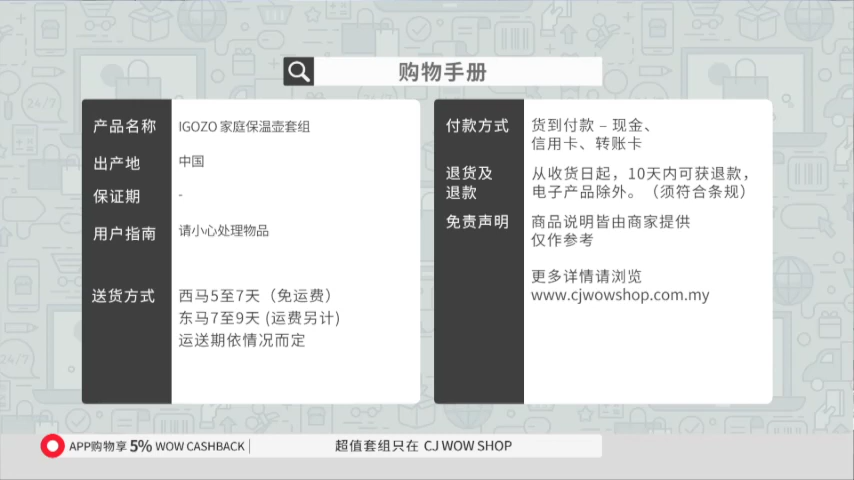 购物手册
产品名称 IGOZO 家庭保温壶套组
出产地 中国
保证期 -
用户指南 请小心处理物品
送货方式 西马5至7天（免运费）
东马7至9天 (运费另计)
运送期依情况而定
付款方式 货到付款 – 现金、
信用卡、转账卡
退货及 从收货日起，10天内可获退款，
退款 电子产品除外。（须符合条规）
免责声明 商品说明皆由商家提供
仅作参考
更多详情请浏览
www.cjwowshop.com.my
APP购物享 5% WOW CASHBACK
超值套组只在 CJ WOW SHOP
24/7
24/7